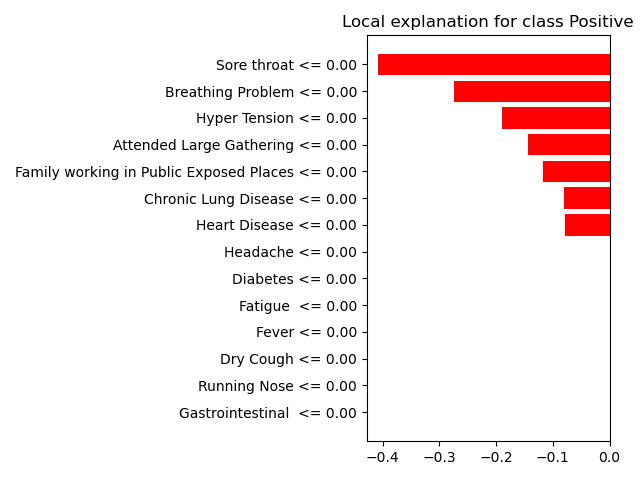 Local explanation for class Positive
Sore throat <= 0.00
Breathing Problem <= 0.00
Hyper Tension <= 0.00
Attended Large Gathering <= 0.00
Family working in Public Exposed Places <= 0.00
Chronic Lung Disease <= 0.00
Heart Disease <= 0.00
Headache <= 0.00
Diabetes <= 0.00
Fatigue  <= 0.00
Fever <= 0.00
Dry Cough <= 0.00
Running Nose <= 0.00
Gastrointestinal  <= 0.00
−0.4 −0.3 −0.2 −0.1 0.0